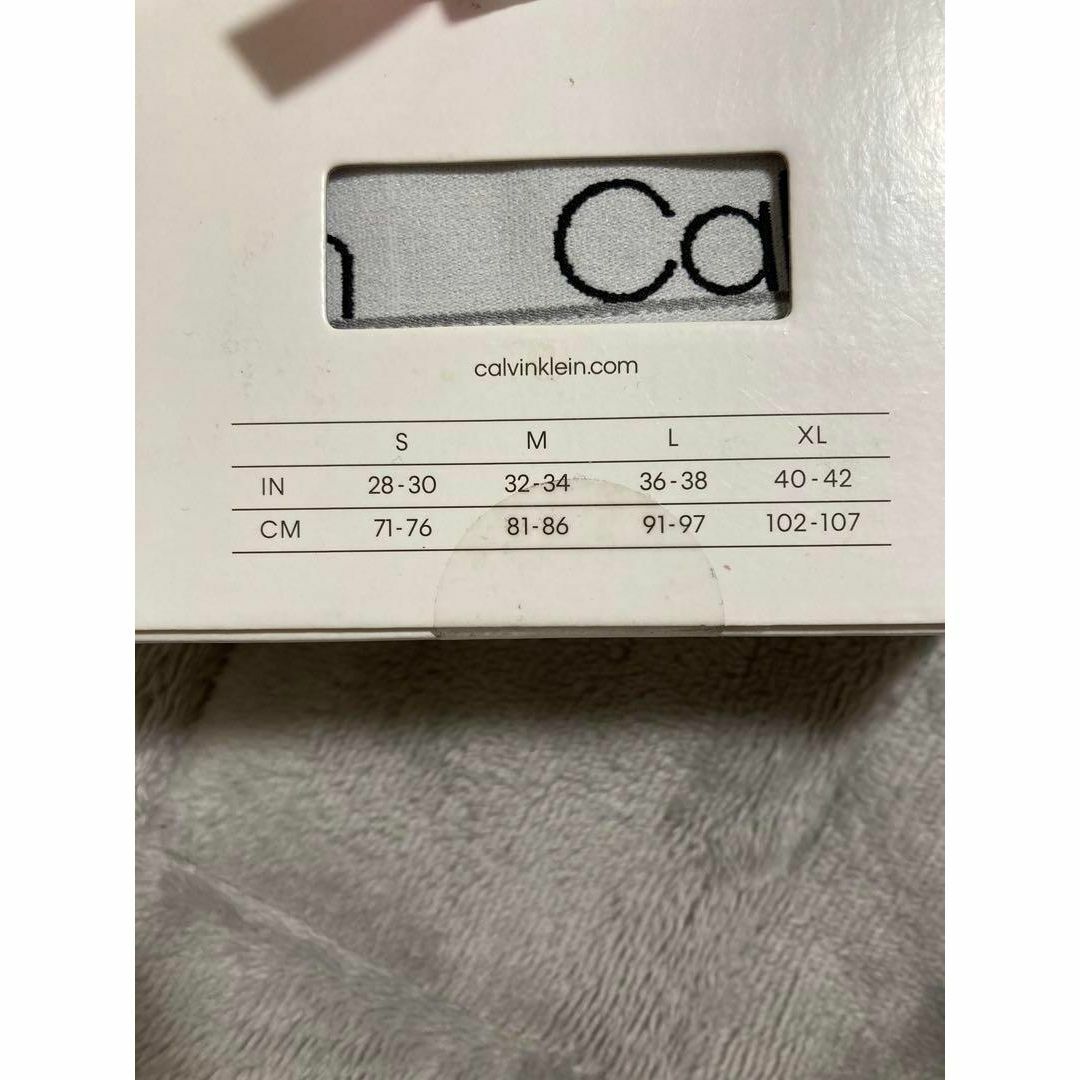 n Ca
calvinklein.com
S M L XL
IN 28-30 32-34 36-38 40-42
CM 71-76 81-86 91-97 102-107